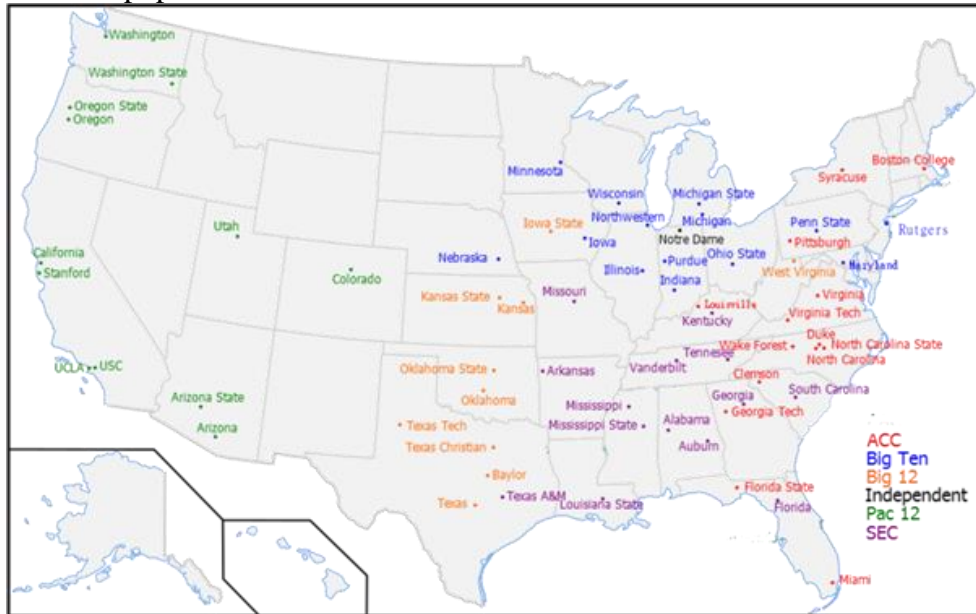 Washington
Washington State
Oregon State
Oregon
California
Stanford
UCLA
USC
Utah
Colorado
Arizona State
Arizona
Minnesota
Wisconsin
Michigan State
Northwestern
Michigan
Notre Dame
Iowa State
Iowa
Nebraska
Illinois
Purdue
Indiana
Ohio State
Penn State
Pittsburgh
West Virginia
Maryland
Rutgers
Syracuse
Boston College
Kansas State
Kansas
Missouri
Louisville
Kentucky
Virginia
Virginia Tech
Duke
Wake Forest
North Carolina State
North Carolina
Tennesee
Vanderbilt
Clemson
South Carolina
Georgia
Georgia Tech
Oklahoma State
Oklahoma
Arkansas
Mississippi
Mississippi State
Alabama
Auburn
Texas Tech
Texas Christian
Baylor
Texas
Texas A&M
Louisiana State
Florida State
Florida
Miami
ACC
Big Ten
Big 12
Independent
Pac 12
SEC